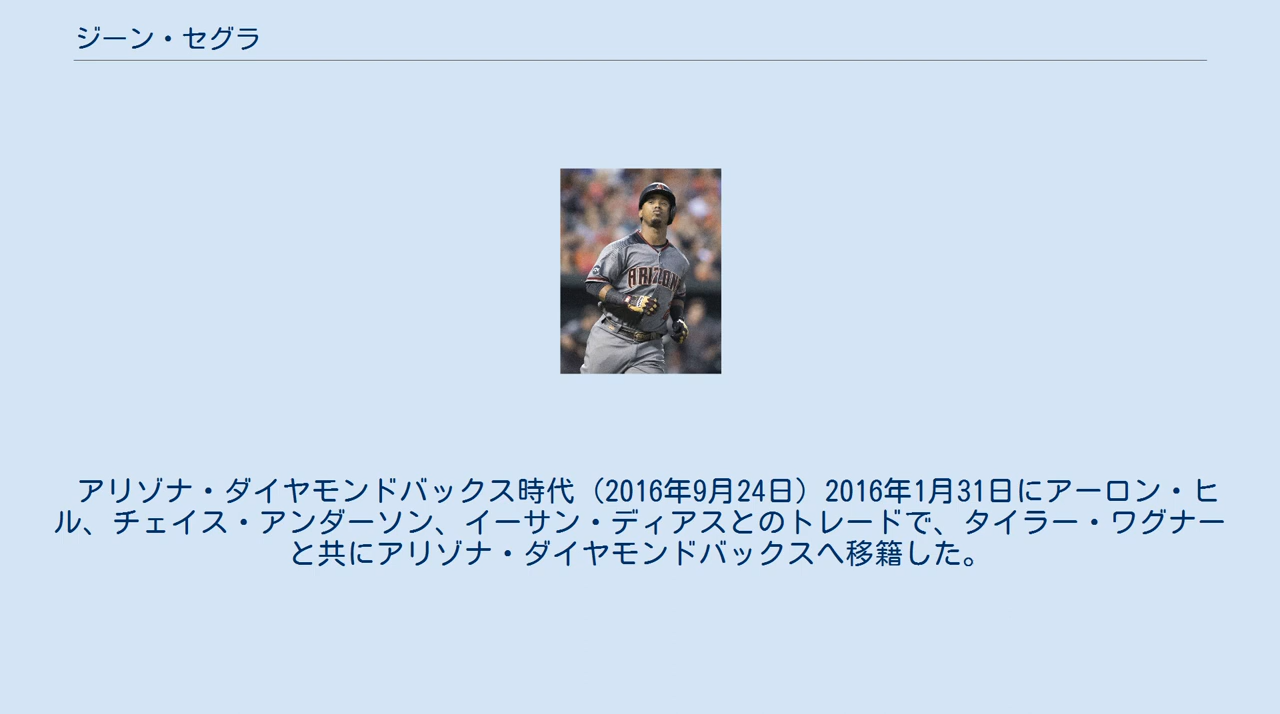 ジーン・セグラ
ARIZONA
アリゾナ・ダイヤモンドバックス時代（2016年9月24日）2016年1月31日にアーロン・ヒ
ル、チェイス・アンダーソン、イーサン・ディアスとのトレードで、タイラー・ワグナー
と共にアリゾナ・ダイヤモンドバックスへ移籍した。